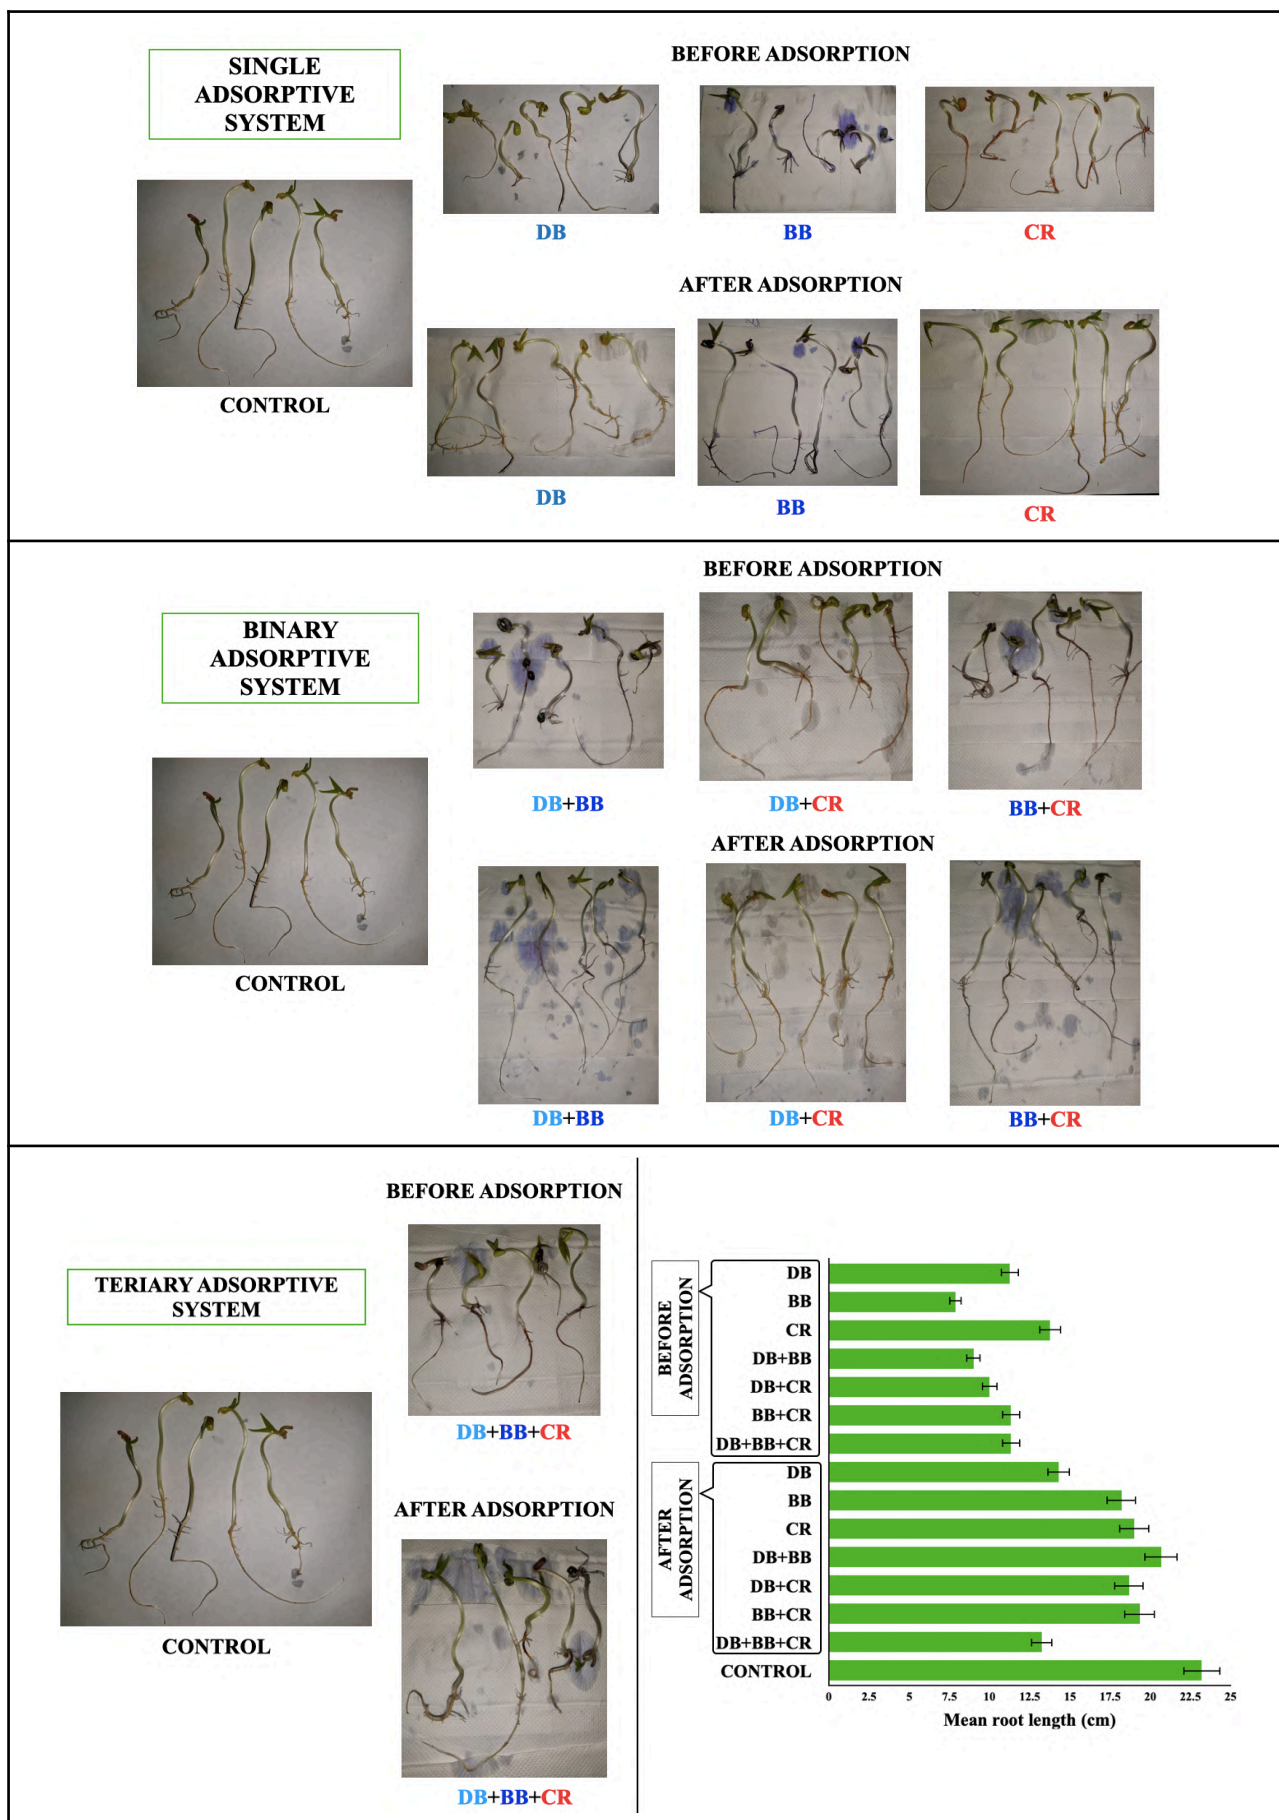 SINGLE
ADSORPTIVE
SYSTEM
BEFORE ADSORPTION
DB
BB
CR
CONTROL
AFTER ADSORPTION
DB
BB
CR
BINARY
ADSORPTIVE
SYSTEM
BEFORE ADSORPTION
DB+BB
DB+CR
BB+CR
CONTROL
AFTER ADSORPTION
DB+BB
DB+CR
BB+CR
TERIARY ADSORPTIVE
SYSTEM
BEFORE ADSORPTION
DB+BB+CR
CONTROL
AFTER ADSORPTION
DB+BB+CR
BEFORE
ADSORPTION
DB
BB
CR
DB+BB
DB+CR
BB+CR
DB+BB+CR
AFTER
ADSORPTION
DB
BB
CR
DB+BB
DB+CR
BB+CR
DB+BB+CR
CONTROL
0 2.5 5 7.5 10 12.5 15 17.5 20 22.5 25
Mean root length (cm)